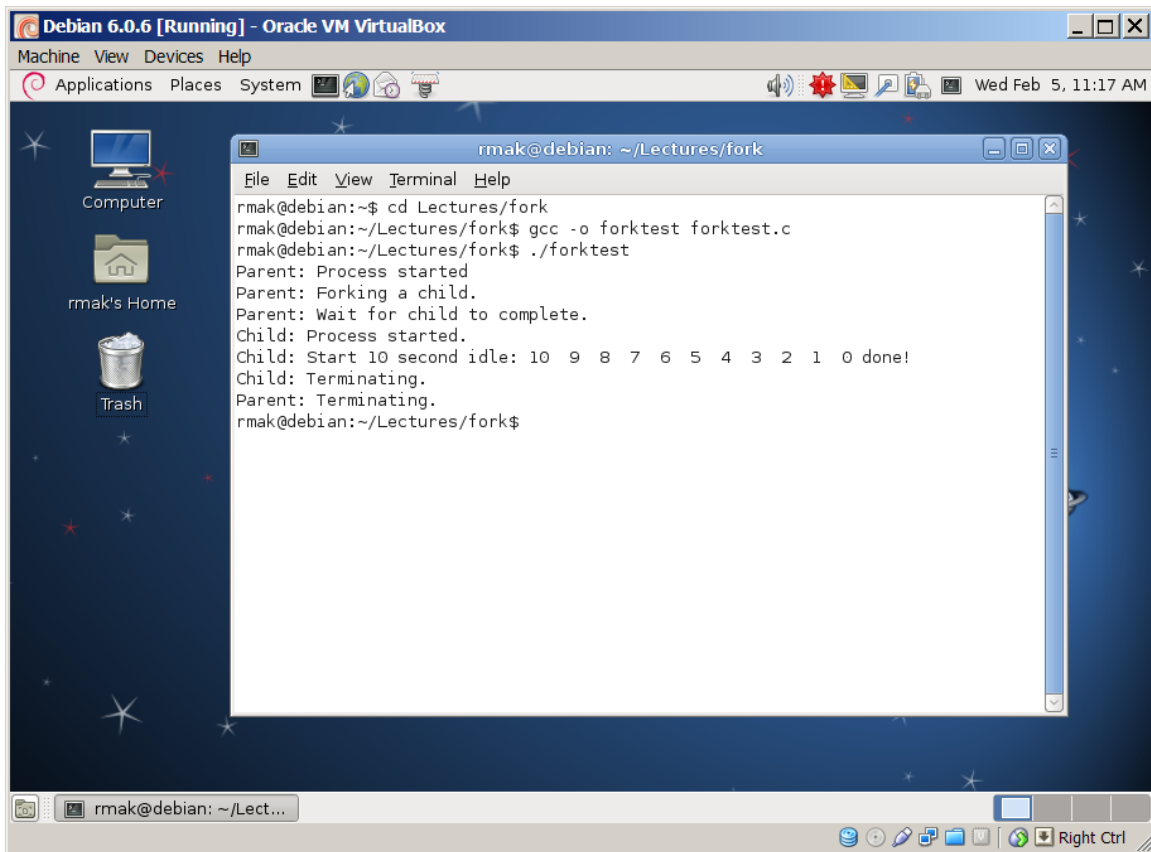 Debian 6.0.6 [Running] - Oracle VM VirtualBox
Machine View Devices Help
Applications Places System Wed Feb 5, 11:17 AM
Computer
rmak's Home
Trash
rmak@debian: ~/Lectures/fork
File Edit View Terminal Help
rmak@debian:~$ cd Lectures/fork
rmak@debian:~/Lectures/fork$ gcc -o forktest forktest.c
rmak@debian:~/Lectures/fork$ ./forktest
Parent: Process started
Parent: Forking a child.
Parent: Wait for child to complete.
Child: Process started.
Child: Start 10 second idle: 10 9 8 7 6 5 4 3 2 1 0 done!
Child: Terminating.
Parent: Terminating.
rmak@debian:~/Lectures/fork$
rmak@debian: ~/Lect...
Right Ctrl